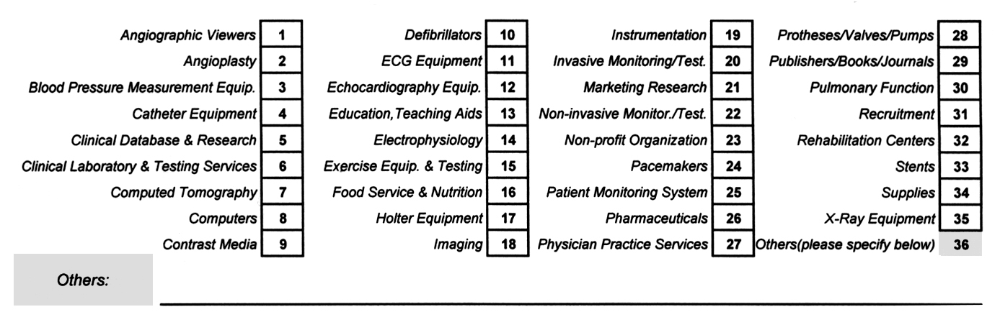 Angiographic Viewers 1 Defibrillators 10 Instrumentation 19 Protheses/Valves/Pumps 28
Angioplasty 2 ECG Equipment 11 Invasive Monitoring/Test. 20 Publishers/Books/Journals 29
Blood Pressure Measurement Equip. 3 Echocardiography Equip. 12 Marketing Research 21 Pulmonary Function 30
Catheter Equipment 4 Education,Teaching Aids 13 Non-invasive Monitor./Test. 22 Recruitment 31
Clinical Database & Research 5 Electrophysiology 14 Non-profit Organization 23 Rehabilitation Centers 32
Clinical Laboratory & Testing Services 6 Exercise Equip. & Testing 15 Pacemakers 24 Stents 33
Computed Tomography 7 Food Service & Nutrition 16 Patient Monitoring System 25 Supplies 34
Computers 8 Holter Equipment 17 Pharmaceuticals 26 X-Ray Equipment 35
Contrast Media 9 Imaging 18 Physician Practice Services 27 Others(please specify below) 36
Others: